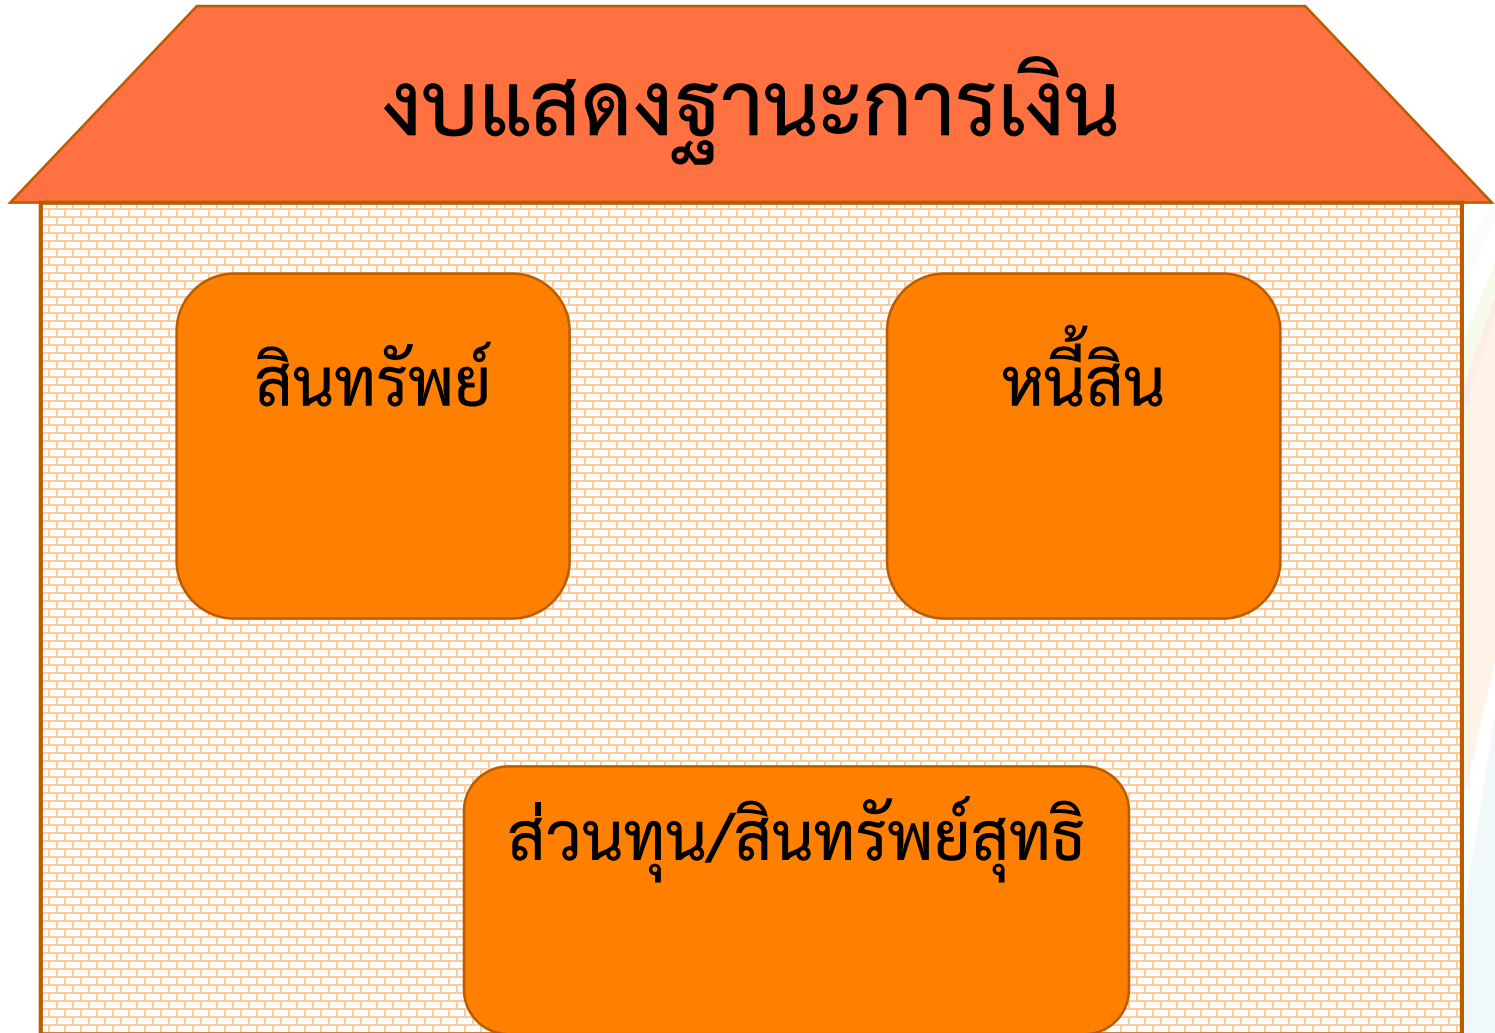 งบแสดงฐานะการเงิน
สินทรัพย์
หนี้สิน
ส่วนทุน/สินทรัพย์สุทธิ